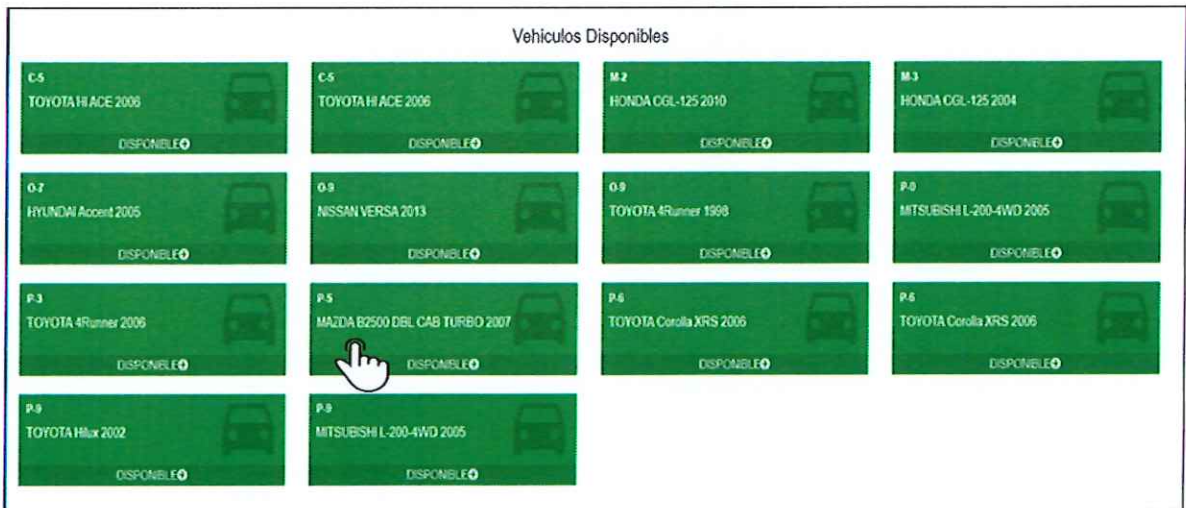 Vehiculos Disponibles
C-5
TOYOTA HI ACE 2006
DISPONIBLE
C-5
TOYOTA HI ACE 2006
DISPONIBLE
M-2
HONDA CGL-125 2010
DISPONIBLE
M-3
HONDA CGL-125 2004
DISPONIBLE
O-7
HYUNDAI Accent 2005
DISPONIBLE
O-9
NISSAN VERSA 2013
DISPONIBLE
O-9
TOYOTA 4Runner 1998
DISPONIBLE
P-0
MITSUBISHI L-200-4WD 2005
DISPONIBLE
P-3
TOYOTA 4Runner 2006
DISPONIBLE
P-5
MAZDA B2500 DBL CAB TURBO 2007
DISPONIBLE
P-6
TOYOTA Corolla XRS 2006
DISPONIBLE
P-6
TOYOTA Corolla XRS 2006
DISPONIBLE
P-9
TOYOTA Hilux 2002
DISPONIBLE
P-9
MITSUBISHI L-200-4WD 2005
DISPONIBLE